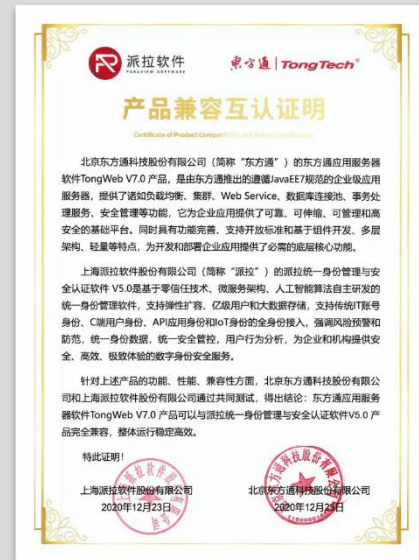 派拉软件 東方通 TongTech®
PARAVIEW SOFTWARE
产品兼容互认证明
Certificate of Product Compatibility and Mutual Certification
北京东方通科技股份有限公司（简称“东方通”）的东方通应用服务器
软件TongWeb V7.0 产品，是由东方通推出的遵循JavaEE7规范的企业级应用
服务器，提供了诸如负载均衡、集群、Web Service、数据库连接池、事务处
理服务、安全管理等功能，它为企业应用提供了可靠、可伸缩、可管理和高
安全的基础平台。同时具有功能完善、支持开放标准和基于组件开发、多层
架构、轻量等特点，为开发和部署企业应用提供了必需的底层核心功能。
上海派拉软件股份有限公司（简称“派拉”）的派拉统一身份管理与安
全认证软件 V5.0是基于零信任技术、微服务架构、人工智能算法自主研发的
统一身份管理软件，支持弹性扩容、亿级用户和大数据存储，支持传统IT账号
身份、C端用户身份、API应用身份和IoT身份的全身份接入，强调风险预警和
防范，统一身份数据，统一安全管控，用户行为分析，为企业和机构提供安
全、高效、极致体验的数字身份安全服务。
针对上述产品的功能、性能、兼容性方面，北京东方通科技股份有限公
司和上海派拉软件股份有限公司通过共同测试，得出结论：东方通应用服务
器软件TongWeb V7.0 产品可以与派拉统一身份管理与安全认证软件V5.0 产
品完全兼容，整体运行稳定高效。
特此证明！
上海派拉软件股份有限公司 北京东方通科技股份有限公司
2020年12月23日 2020年12月23日